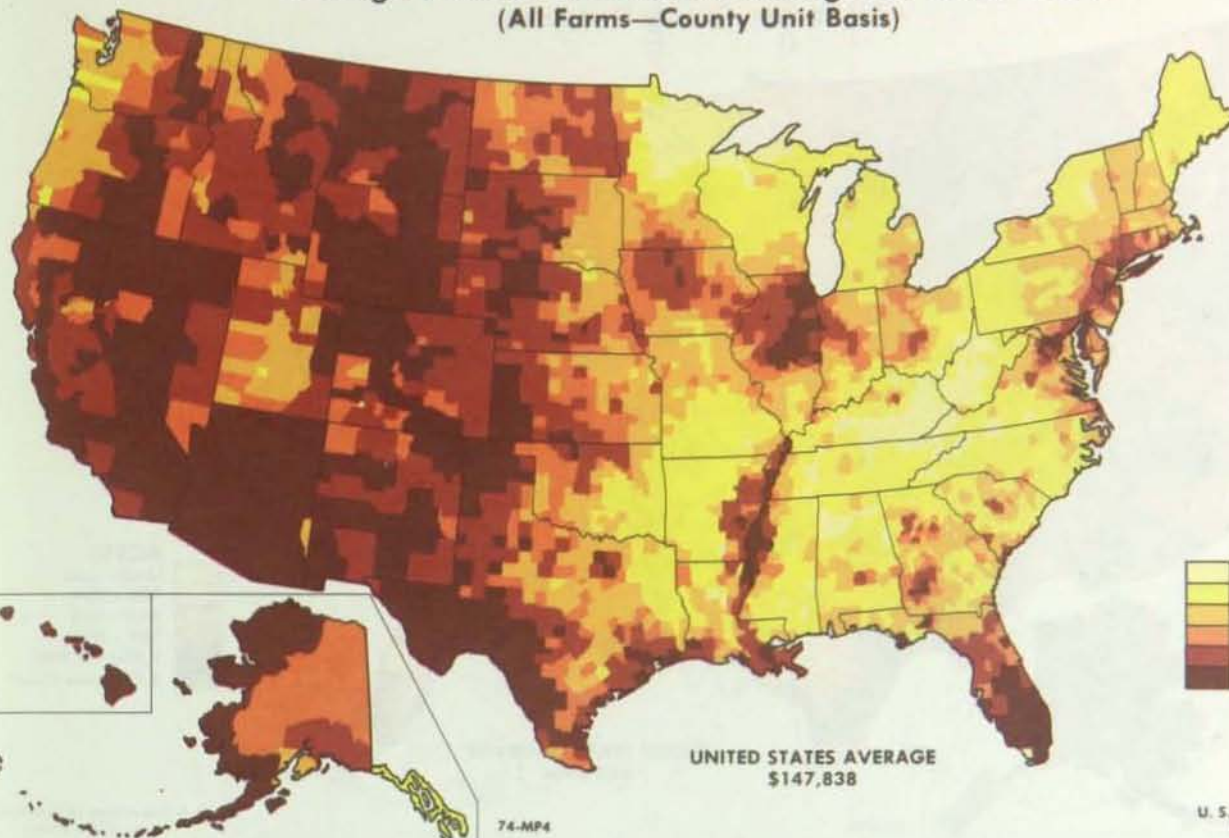 (All Farms—County Unit Basis)
UNITED STATES AVERAGE
$147,838
74-MP4
U. S.